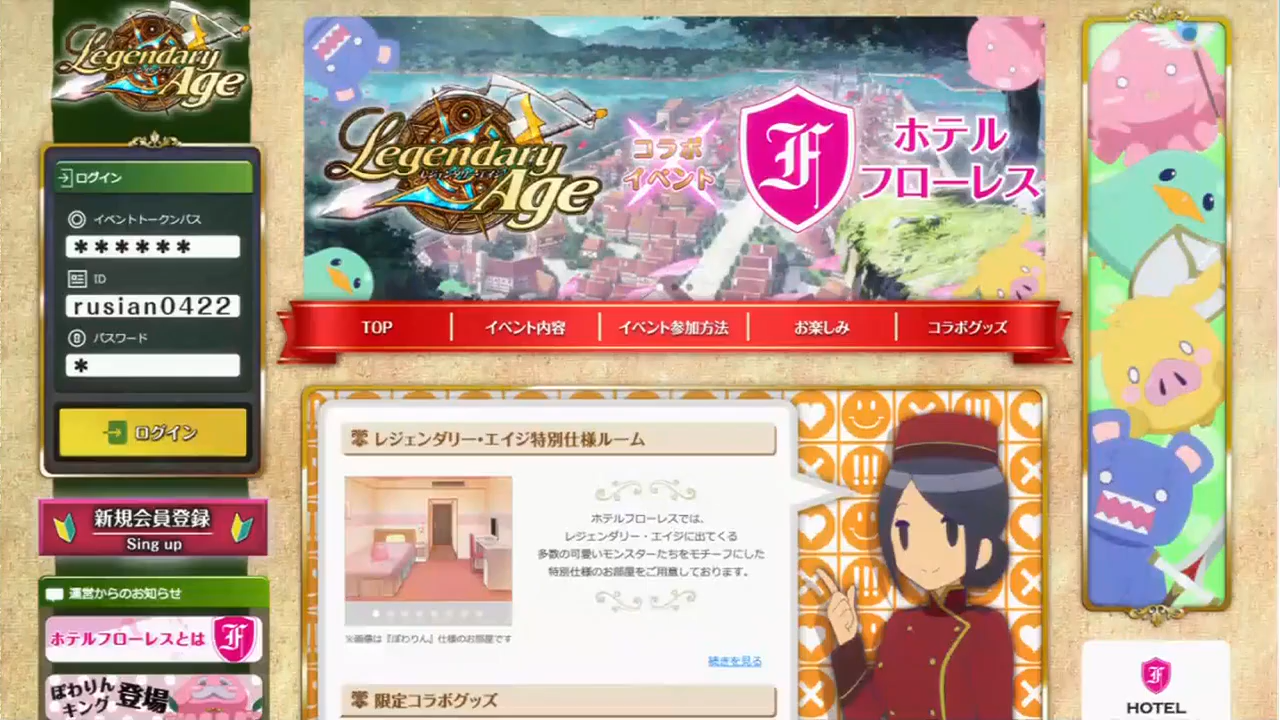 Legendary Age
ログイン
イベントトークンパス
******
ID
rusian0422
パスワード
*
ログイン
新規会員登録
Sing up
運営からのお知らせ
ホテルフローレスとは
F
ぽわりん
キング
登場
Legendary
レジェンダリー・エイジ
Age
コラボ
イベント
F
ホテル
フローレス
TOP
イベント内容
イベント参加方法
お楽しみ
コラボグッズ
レジェンダリー・エイジ特別仕様ルーム
ホテルフローレスでは、
レジェンダリー・エイジに出てくる
多数の可愛いモンスターたちをモチーフにした
特別仕様のお部屋をご用意しております。
※画像は『ぽわりん』仕様のお部屋です
続きを見る
限定コラボグッズ
F
HOTEL